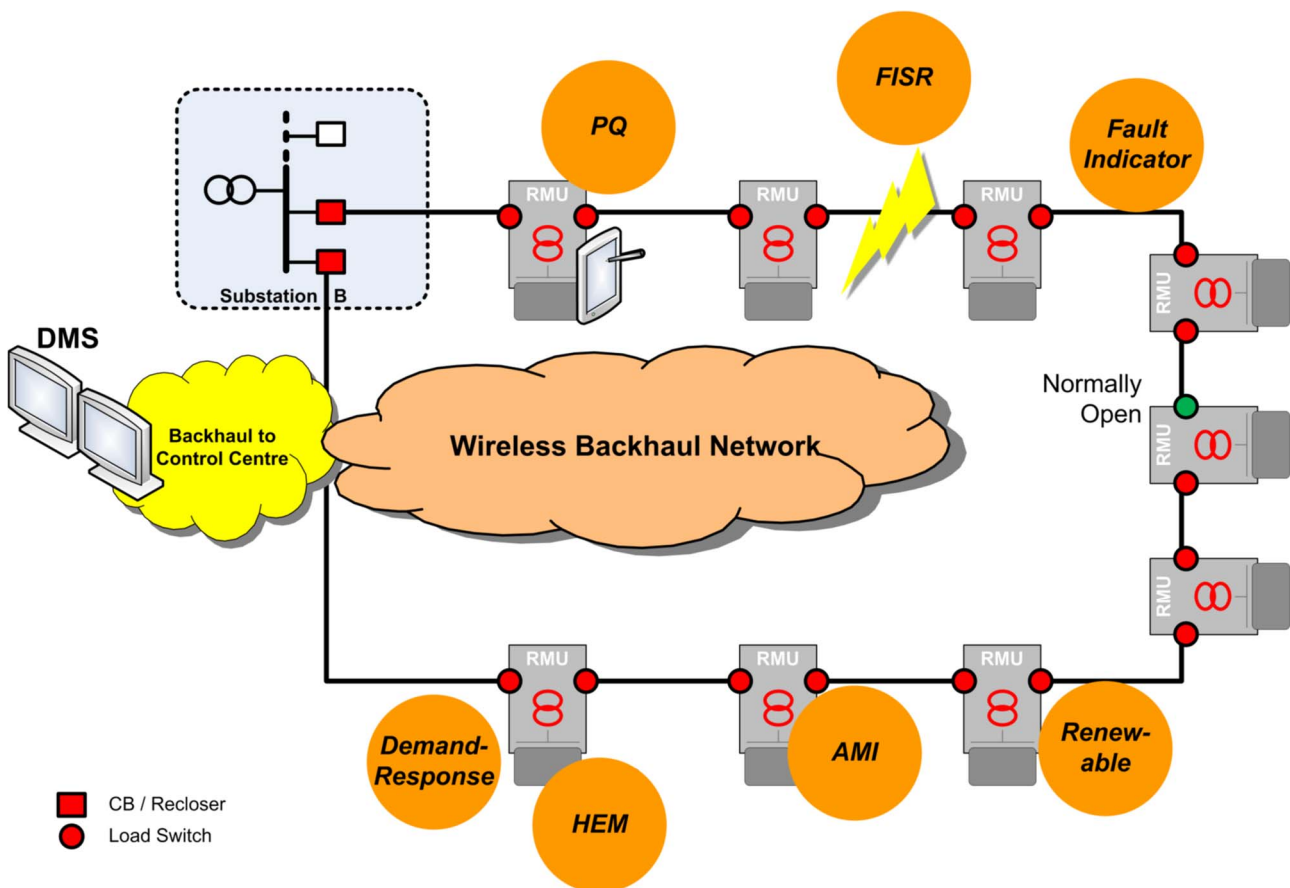 FISR
PQ
Fault
Indicator
RMU
RMU
RMU
Substation B
RMU
DMS
Normally
Open
Backhaul to
Control Centre
Wireless Backhaul Network
RMU
RMU
RMU
RMU
RMU
Demand-
Response
AMI
Renew-
able
HEM
CB / Recloser
Load Switch